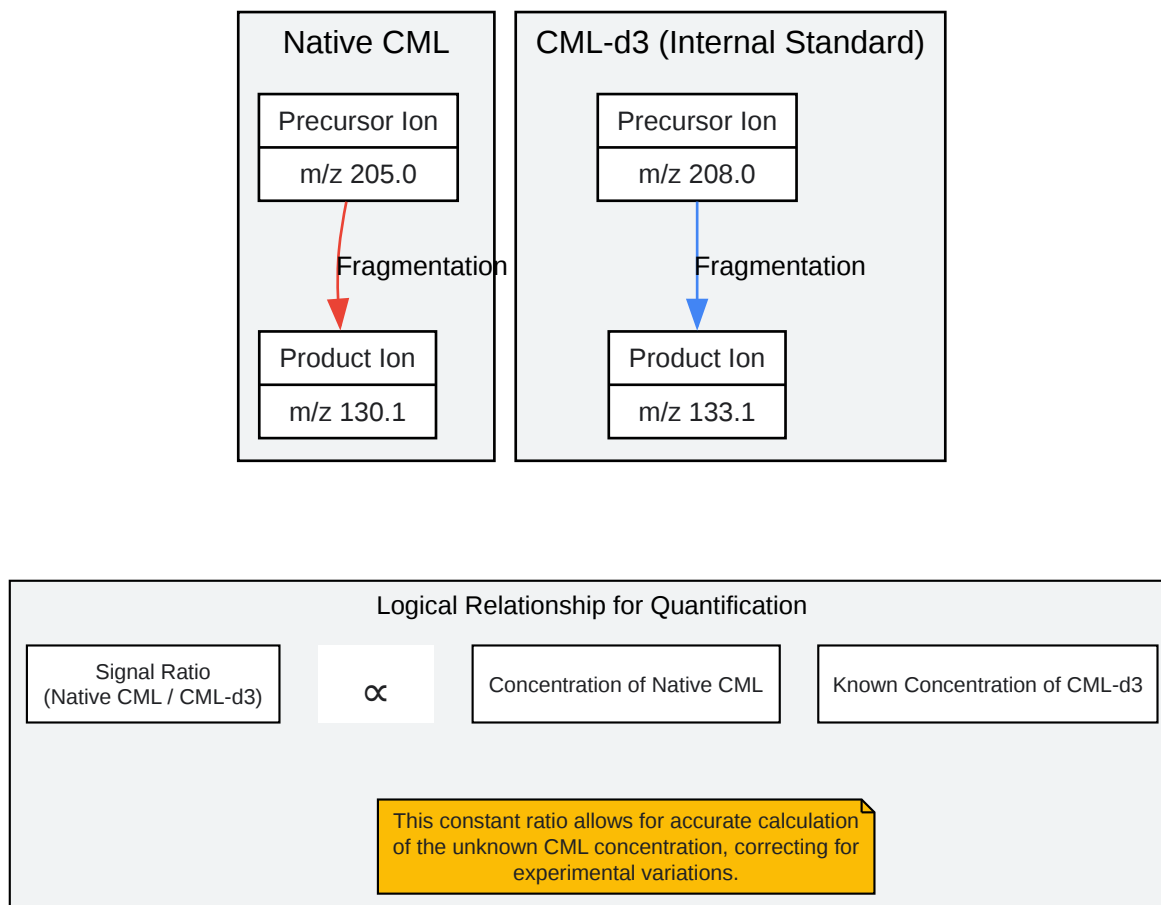 Native CML
Precursor Ion
m/z 205.0
Fragmentation
Product Ion
m/z 130.1
CML-d3 (Internal Standard)
Precursor Ion
m/z 208.0
Fragmentation
Product Ion
m/z 133.1
Logical Relationship for Quantification
Signal Ratio
(Native CML / CML-d3)
∝
Concentration of Native CML
Known Concentration of CML-d3
This constant ratio allows for accurate calculation
of the unknown CML concentration, correcting for
experimental variations.